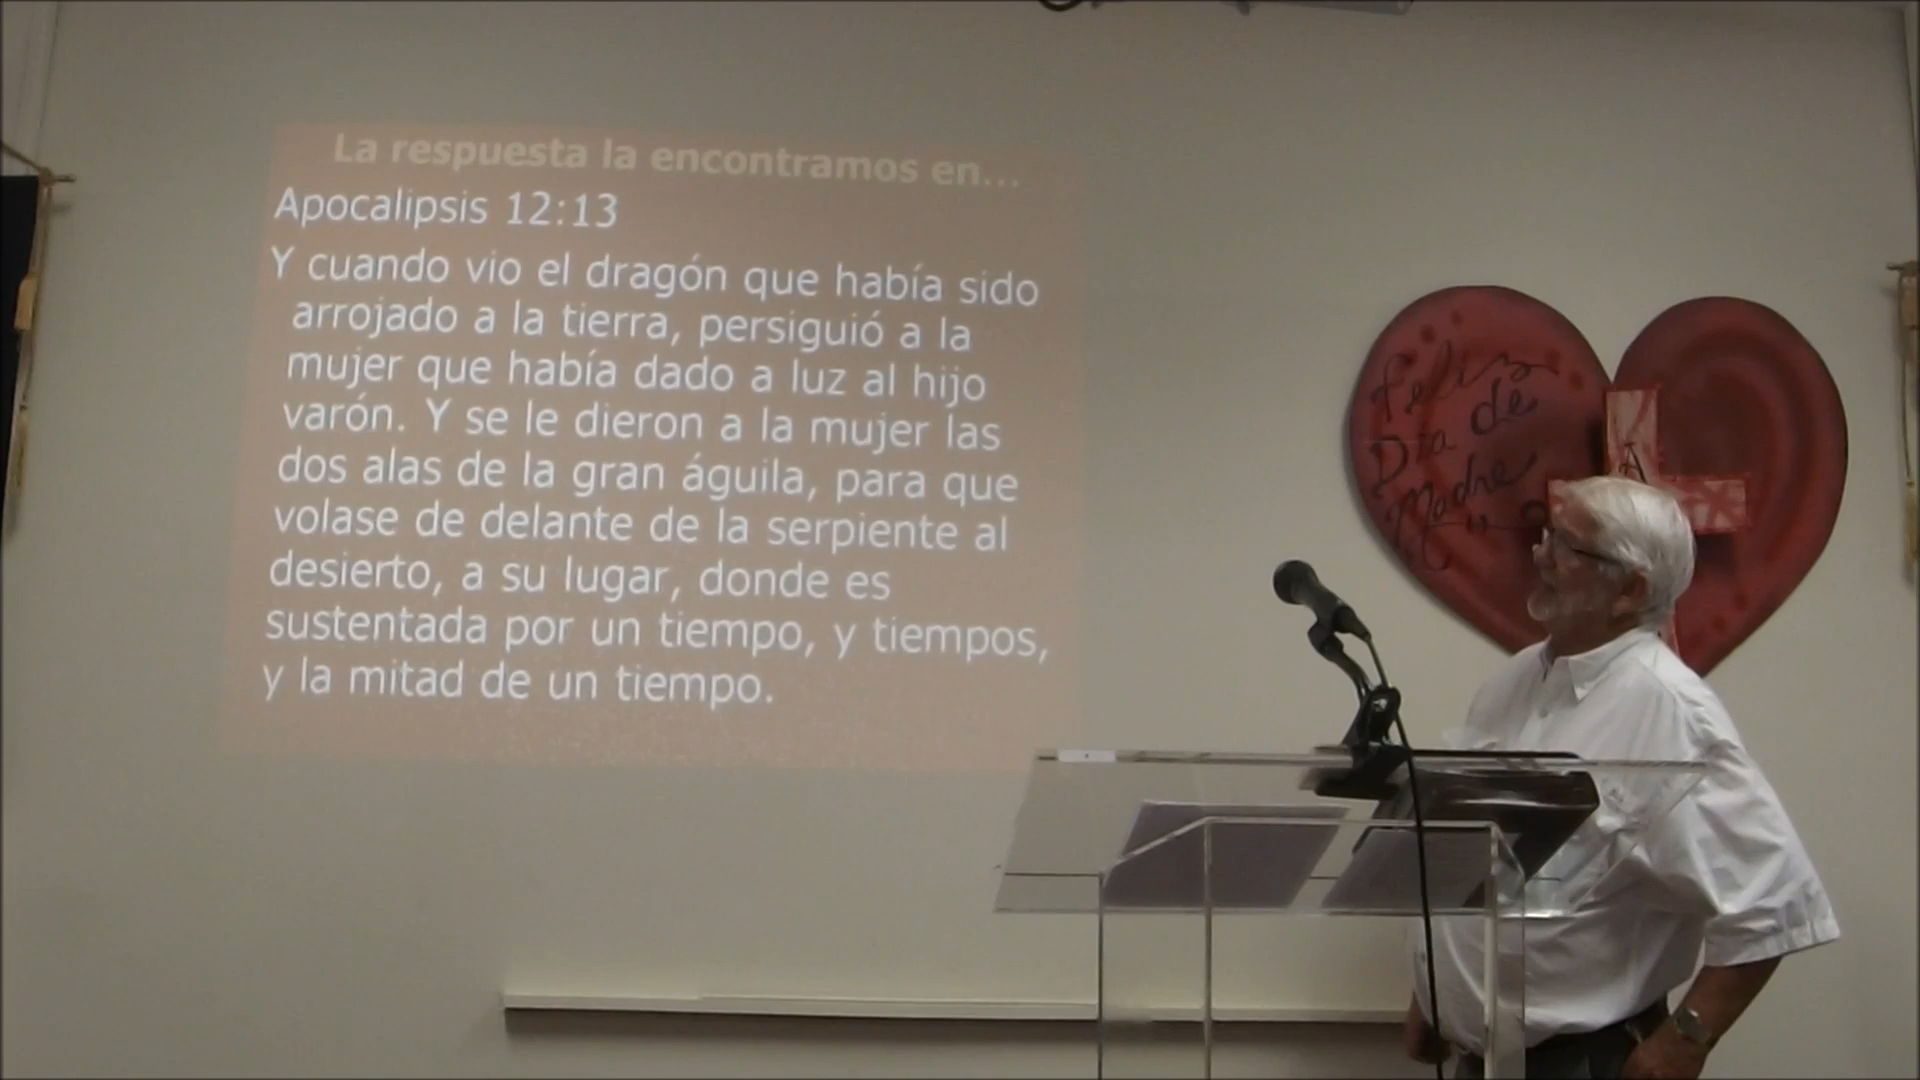 La respuesta la encontramos en...
Apocalipsis 12:13
Y cuando vio el dragón que había sido
arrojado a la tierra, persiguió a la
mujer que había dado a luz al hijo
varón. Y se le dieron a la mujer las
dos alas de la gran águila, para que
volase de delante de la serpiente al
desierto, a su lugar, donde es
sustentada por un tiempo, y tiempos,
y la mitad de un tiempo.
Feliz
Dia de
Madre
A